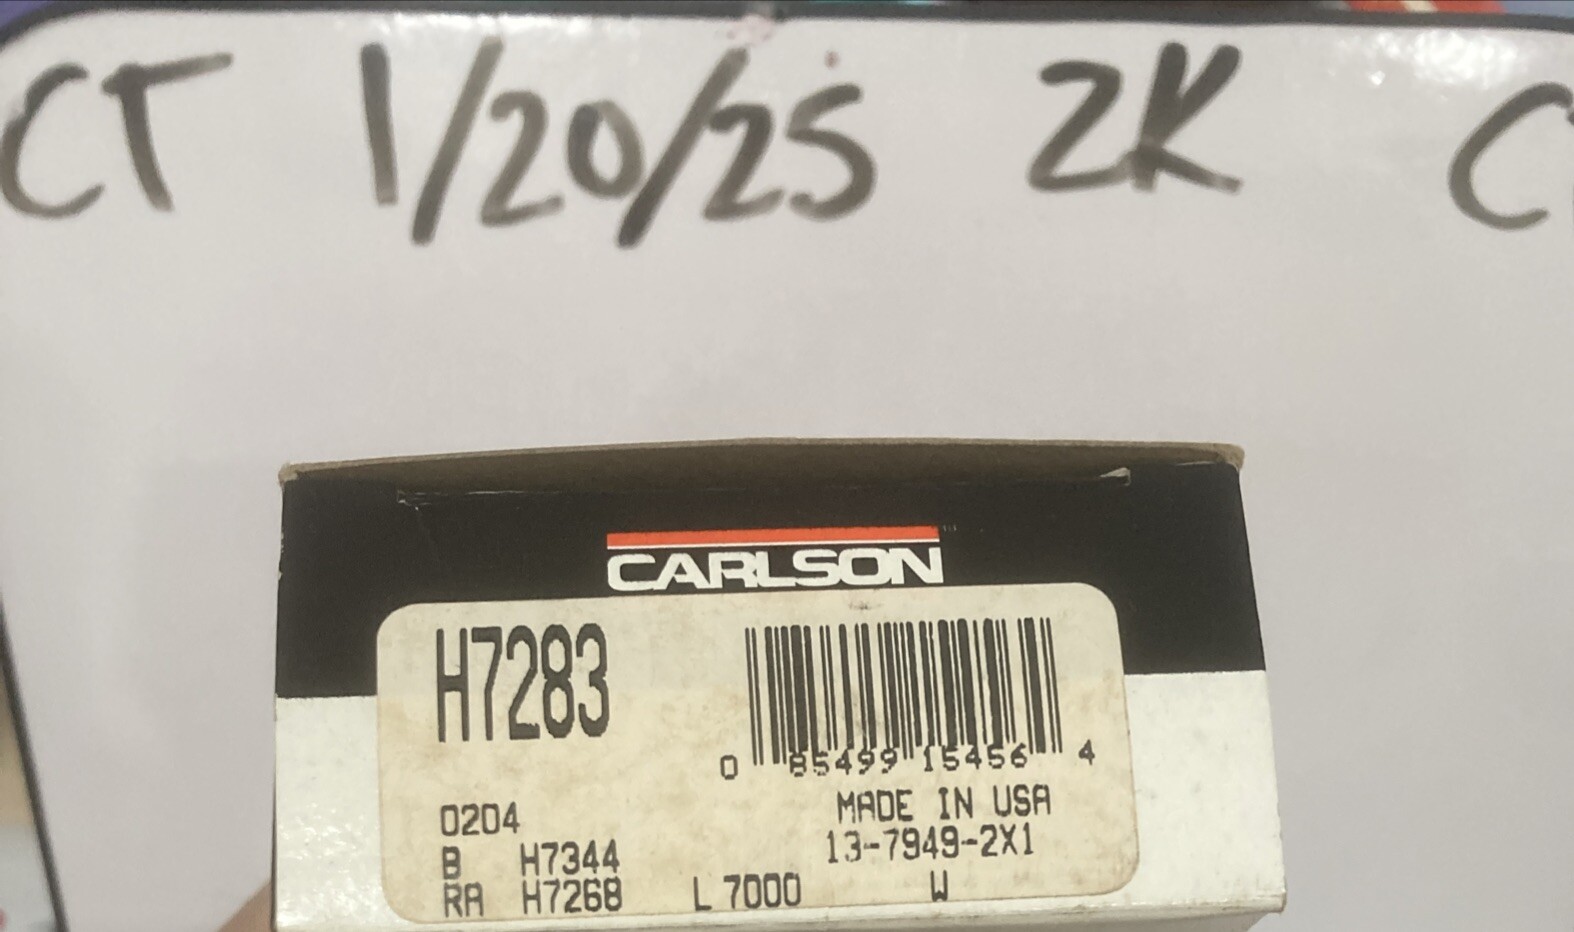 CT 1/20/25 2K C
CARLSON
H7283
0 85499 15456 4
0204
MADE IN USA
B H7344
13-7949-2X1
RA H7268 L 7000 W